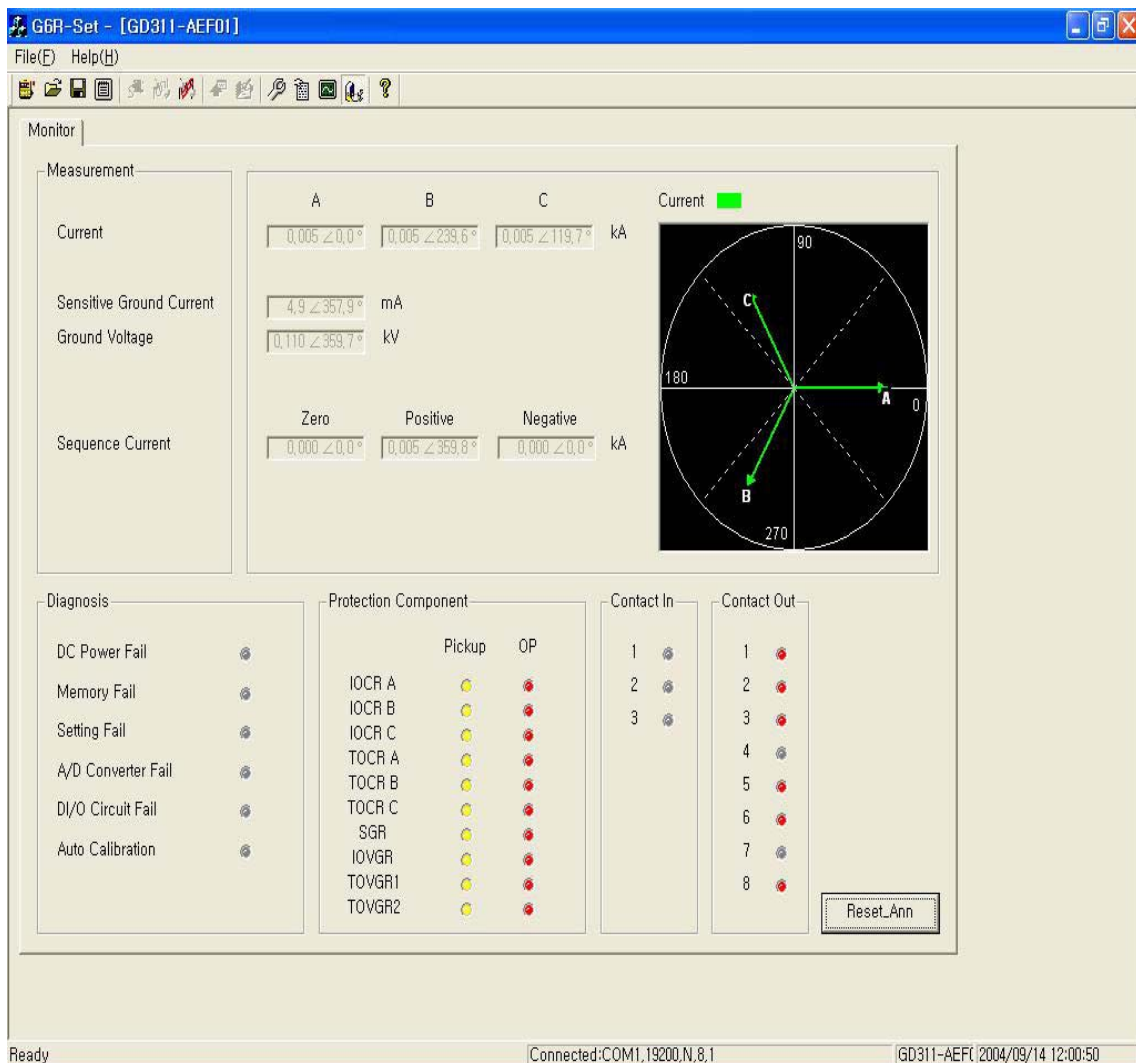 G6R-Set - [GD311-AEF01]
File(F) Help(H)
Monitor
Measurement
A B C
Current 0,005 ∠0,0° 0,005 ∠239,6° 0,005 ∠119,7° kA
Sensitive Ground Current 4,9 ∠357,9° mA
Ground Voltage 0,110 ∠359,7° kV
Zero Positive Negative
Sequence Current 0,000 ∠0,0° 0,005 ∠359,8° 0,000 ∠0,0° kA
Current
90
C
180
A 0
B
270
Diagnosis
DC Power Fail
Memory Fail
Setting Fail
A/D Converter Fail
DI/O Circuit Fail
Auto Calibration
Protection Component
Pickup OP
IOCR A
IOCR B
IOCR C
TOCR A
TOCR B
TOCR C
SGR
IOVGR
TOVGR1
TOVGR2
Contact In
1
2
3
Contact Out
1
2
3
4
5
6
7
8
Reset_Ann
Ready Connected:COM1,19200,N,8,1 GD311-AEF( 2004/09/14 12:00:50